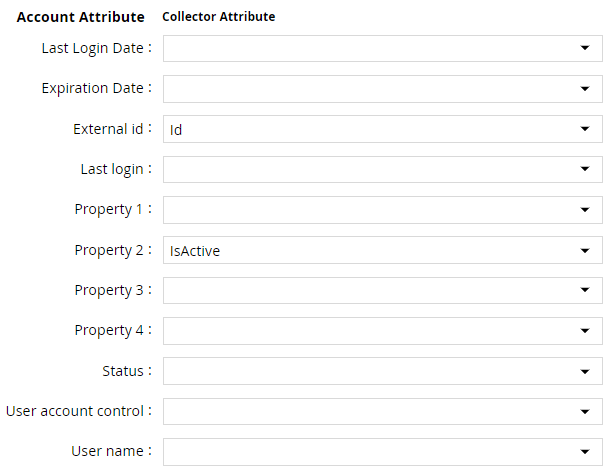 Account Attribute Collector Attribute
Last Login Date :
Expiration Date :
External id : Id
Last login :
Property 1 :
Property 2 : IsActive
Property 3 :
Property 4 :
Status :
User account control :
User name :